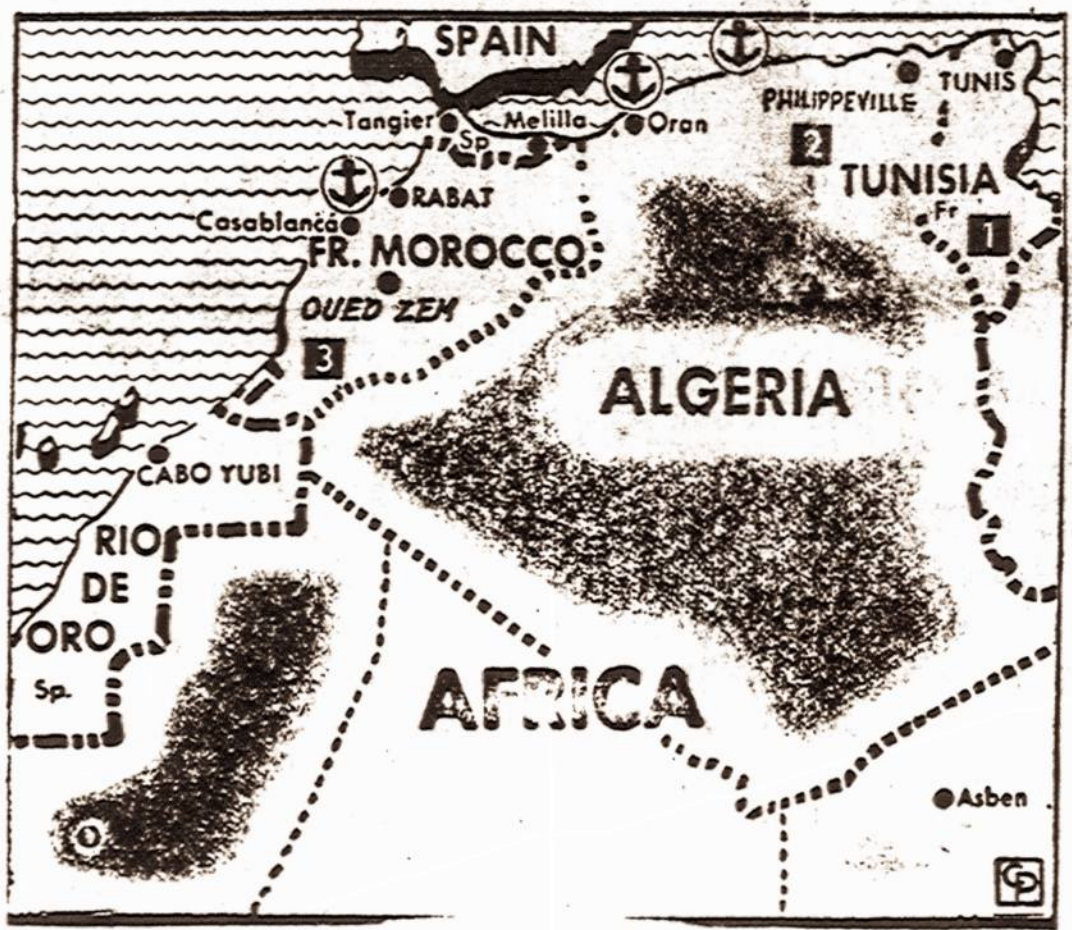 SPAIN
PHILIPPEVILLE
TUNIS
Tangier
Sp
Melilla
Oran
2
TUNISIA
Fr
1
RABAT
Casablanca
FR. MOROCCO
OUED ZEM
3
ALGERIA
CABO YUBI
RIO
DE
ORO
Sp.
AFRICA
Asben
CP